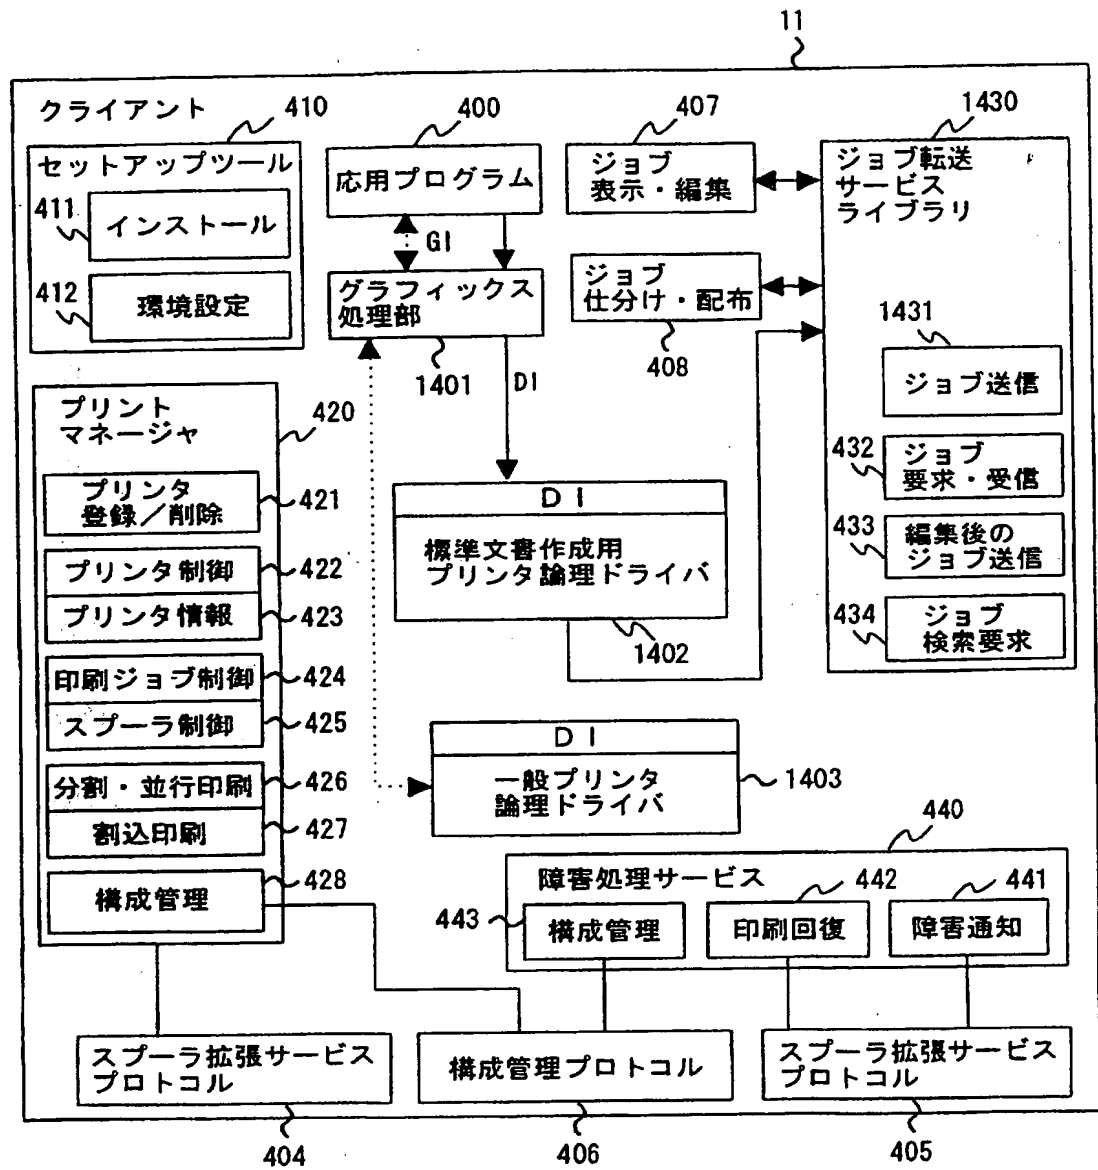 11
クライアント
410
400
407
1430
セットアップツール
411
インストール
412
環境設定
応用プログラム
GI
グラフィックス
処理部
1401
DI
ジョブ
表示・編集
ジョブ
仕分け・配布
408
ジョブ転送
サービス
ライブラリ
1431
ジョブ送信
432
ジョブ
要求・受信
433
編集後の
ジョブ送信
434
ジョブ
検索要求
プリント
マネージャ
420
プリンタ
登録／削除
421
プリンタ制御
422
プリンタ情報
423
印刷ジョブ制御
424
スプーラ制御
425
分割・並行印刷
426
割込印刷
427
構成管理
428
DI
標準文書作成用
プリンタ論理ドライバ
1402
DI
一般プリンタ
論理ドライバ
1403
440
障害処理サービス
442
441
443
構成管理
印刷回復
障害通知
スプーラ拡張サービス
プロトコル
404
構成管理プロトコル
406
スプーラ拡張サービス
プロトコル
405